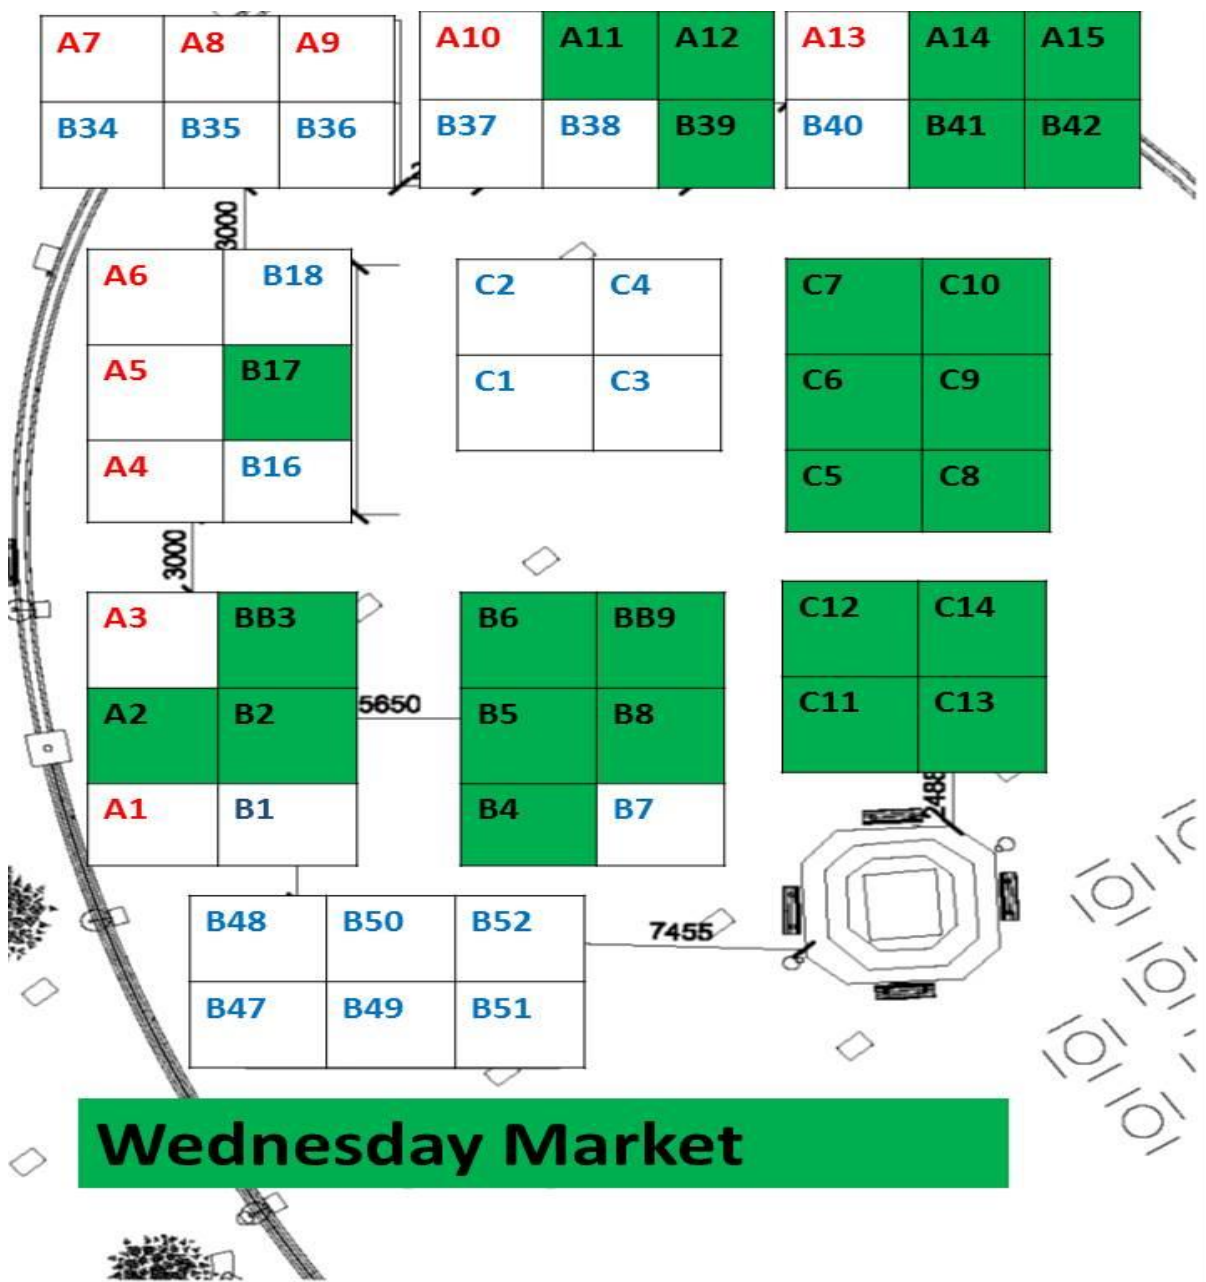 A7 A8 A9 A10 A11 A12 A13 A14 A15
B34 B35 B36 B37 B38 B39 B40 B41 B42
3000
A6 B18 C2 C4 C7 C10
A5 B17 C1 C3 C6 C9
A4 B16 C5 C8
3000
A3 BB3 B6 BB9 C12 C14
A2 B2 5650 B5 B8 C11 C13
A1 B1 B4 B7 2488
B48 B50 B52 7455
B47 B49 B51
Wednesday Market